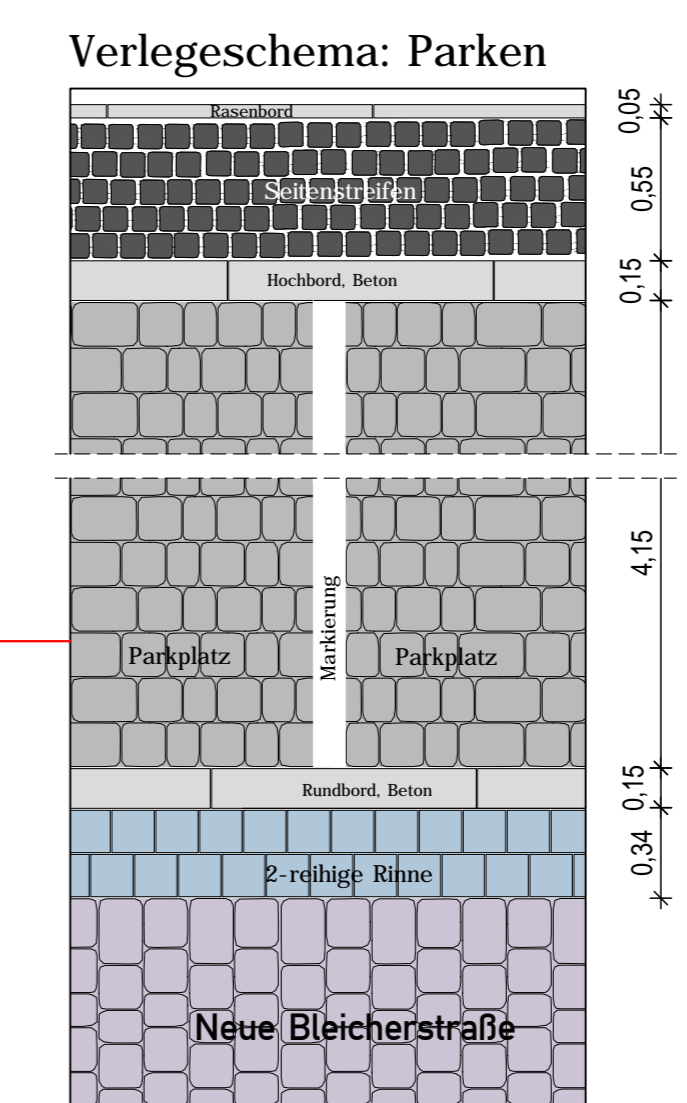 Verlegeschema: Parken
Rasenbord
0,05
Seitenstreifen
0,55
Hochbord, Beton
0,15
4,15
Markierung
Parkplatz
Parkplatz
Rundbord, Beton
0,15
2-reihige Rinne
0,34
Neue Bleicherstraße